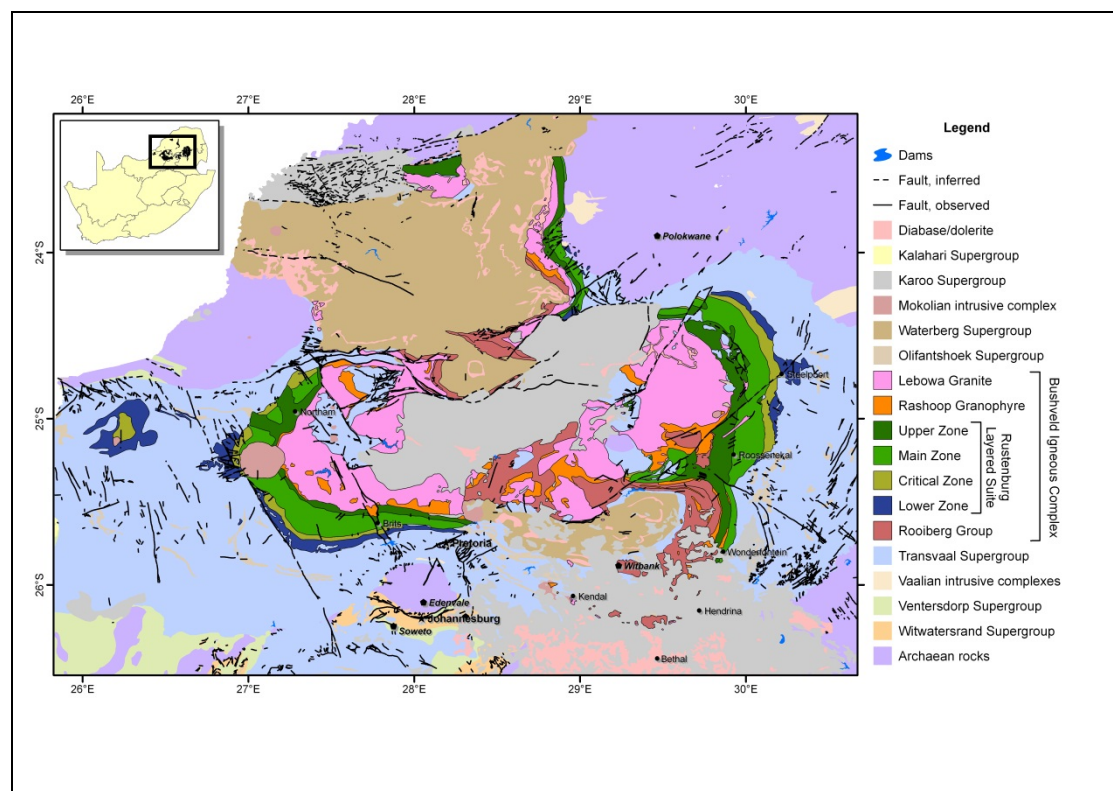 26°E 27°E 28°E 29°E 30°E
24°S 24°S
25°S 25°S
26°S 26°S
26°E 27°E 28°E 29°E 30°E
Polokwane
Steelpoert
Northam
Roossenekal
Brits
Pretoria
Wonderfontein
Witbank
Edenvale
Kendal
Hendrina
Johannesburg
Soweto
Bethal
Legend
Dams
Fault, inferred
Fault, observed
Diabase/dolerite
Kalahari Supergroup
Karoo Supergroup
Mokolian intrusive complex
Waterberg Supergroup
Olifantshoek Supergroup
Lebowa Granite
Rashoop Granophyre
Upper Zone
Main Zone
Critical Zone
Lower Zone
Rooiberg Group
Transvaal Supergroup
Vaalian intrusive complexes
Ventersdorp Supergroup
Witwatersrand Supergroup
Archaean rocks
Rustenburg
Layered Suite
Bushveld Igneous Complex